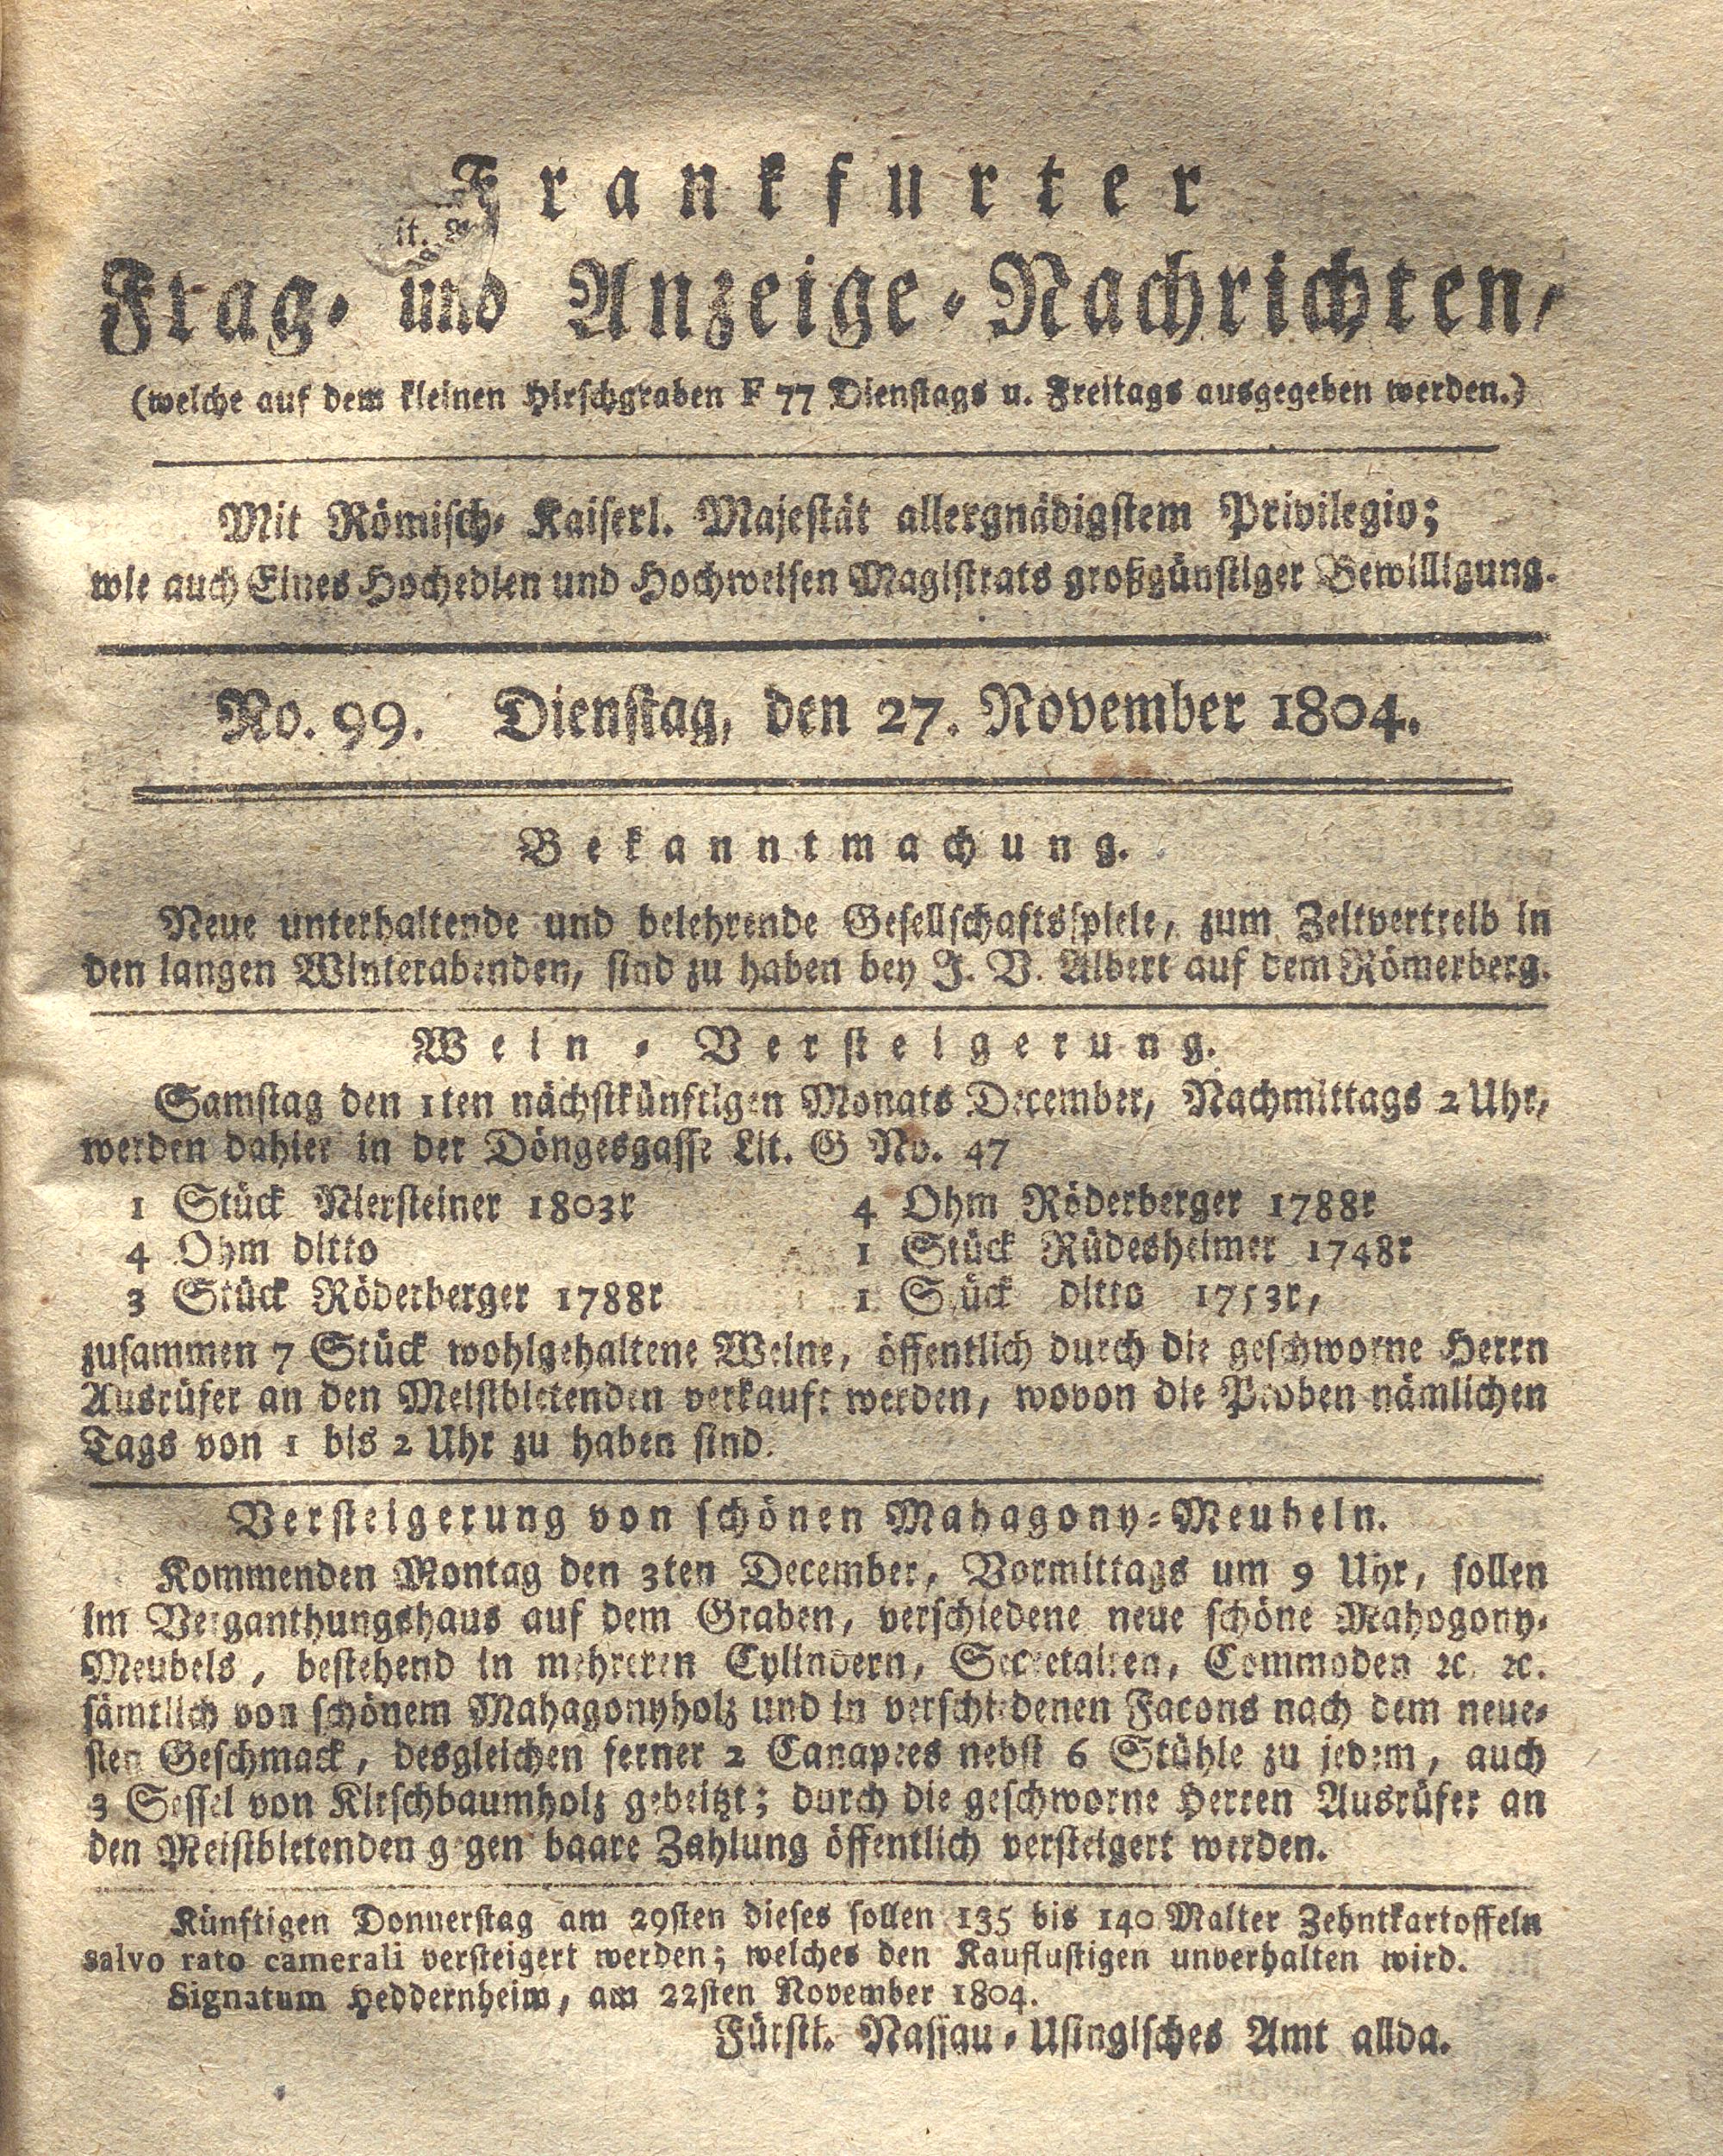 Frankfurter
Frag- und Anzeige-Nachrichten,
(welche auf dem kleinen Hirschgraben F 77 Dienstags u. Freitags ausgegeben werden.)
Mit Römisch- Kaiserl. Majestät allergnädigstem Privilegio;
wie auch Eines Hochedlen und Hochweisen Magistrats großgünstiger Bewilligung.
No. 99. Dienstag, den 27. November 1804.
Bekanntmachung.
Neue unterhaltende und belehrende Gesellschaftsspiele, zum Zeitvertreib in
den langen Winterabenden, sind zu haben bey J. V. Albert auf dem Römerberg.
Wein-Versteigerung.
Samstag den 1ten nächstkünftigen Monats December, Nachmittags 2 Uhr,
werden dahier in der Döngesgasse Lit. G No. 47
1 Stück Niersteiner 1803r
4 Ohm ditto
3 Stück Röderberger 1788r
4 Ohm Röderberger 1788r
1 Stück Rüdesheimer 1748r
1 Stück ditto 1753r,
zusammen 7 Stück wohlgehaltene Weine, öffentlich durch die geschworne Herrn
Ausrüfer an den Meistbietenden verkauft werden, wovon die Proben nämlichen
Tags von 1 bis 2 Uhr zu haben sind.
Versteigerung von schönen Mahagony-Meubeln.
Kommenden Montag den 3ten December, Vormittags um 9 Uhr, sollen
im Verganthungshaus auf dem Graben, verschiedene neue schöne Mahogony-
Meubels, bestehend in mehreren Cylindern, Secretairen, Commoden ꝛc. ꝛc.
sämtlich von schönem Mahagonyholz und in verschiedenen Facons nach dem neue-
sten Geschmack, desgleichen ferner 2 Canapees nebst 6 Stühle zu jedem, auch
3 Sessel von Kirschbaumholz gebeitzt; durch die geschworne Herren Ausrüfer an
den Meistbietenden gegen baare Zahlung öffentlich versteigert werden.
Künftigen Donnerstag am 29sten dieses sollen 135 bis 140 Malter Zehntkartoffeln
salvo rato camerali versteigert werden; welches den Kauflustigen unverhalten wird.
Signatum Heddernheim, am 22sten November 1804.
Fürstl. Nassau-Usingisches Amt allda.